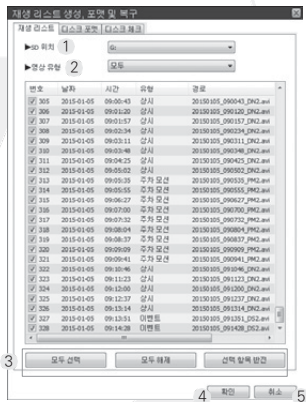 재생 리스트 생성, 포맷 및 복구
재생 리스트 디스크 포맷 디스크 체크
▶SD 위치 1 G:
▶영상 유형 2 모두
번호 날짜 시간 유형 경로
305 2015-01-05 09:00:43 상시 20150105_090043_DN2.avi
306 2015-01-05 09:01:20 상시 20150105_090120_DN2.avi
307 2015-01-05 09:01:57 상시 20150105_090157_DN2.avi
308 2015-01-05 09:02:34 상시 20150105_090234_DN2.avi
309 2015-01-05 09:03:11 상시 20150105_090311_DN2.avi
310 2015-01-05 09:03:48 상시 20150105_090348_DN2.avi
311 2015-01-05 09:04:25 상시 20150105_090425_DN2.avi
312 2015-01-05 09:05:02 상시 20150105_090502_DN2.avi
313 2015-01-05 09:05:35 주차 모션 20150105_090535_PM2.avi
314 2015-01-05 09:05:55 주차 모션 20150105_090555_PM2.avi
315 2015-01-05 09:06:27 주차 모션 20150105_090627_PM2.avi
316 2015-01-05 09:07:00 주차 모션 20150105_090700_PM2.avi
317 2015-01-05 09:07:32 주차 모션 20150105_090732_PM2.avi
318 2015-01-05 09:08:04 주차 모션 20150105_090804_PM2.avi
319 2015-01-05 09:08:37 주차 모션 20150105_090837_PM2.avi
320 2015-01-05 09:09:09 주차 모션 20150105_090909_PM2.avi
321 2015-01-05 09:09:41 주차 모션 20150105_090941_PM2.avi
322 2015-01-05 09:10:46 상시 20150105_091046_DN2.avi
323 2015-01-05 09:11:23 상시 20150105_091123_DN2.avi
324 2015-01-05 09:12:00 상시 20150105_091200_DN2.avi
325 2015-01-05 09:12:37 상시 20150105_091237_DN2.avi
326 2015-01-05 09:13:14 상시 20150105_091314_DN2.avi
327 2015-01-05 09:13:51 이벤트 20150105_091351_DS2.avi
328 2015-01-05 09:14:28 이벤트 20150105_091428_DS2.avi
3 모두 선택 모두 해제 선택 항목 반전
4 확인 취소 5